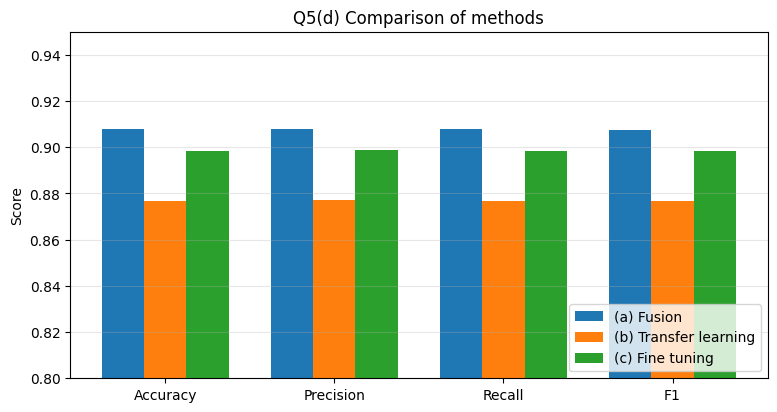 Q5(d) Comparison of methods
Score
0.94
0.92
0.90
0.88
0.86
0.84
0.82
0.80
Accuracy
Precision
Recall
F1
(a) Fusion
(b) Transfer learning
(c) Fine tuning